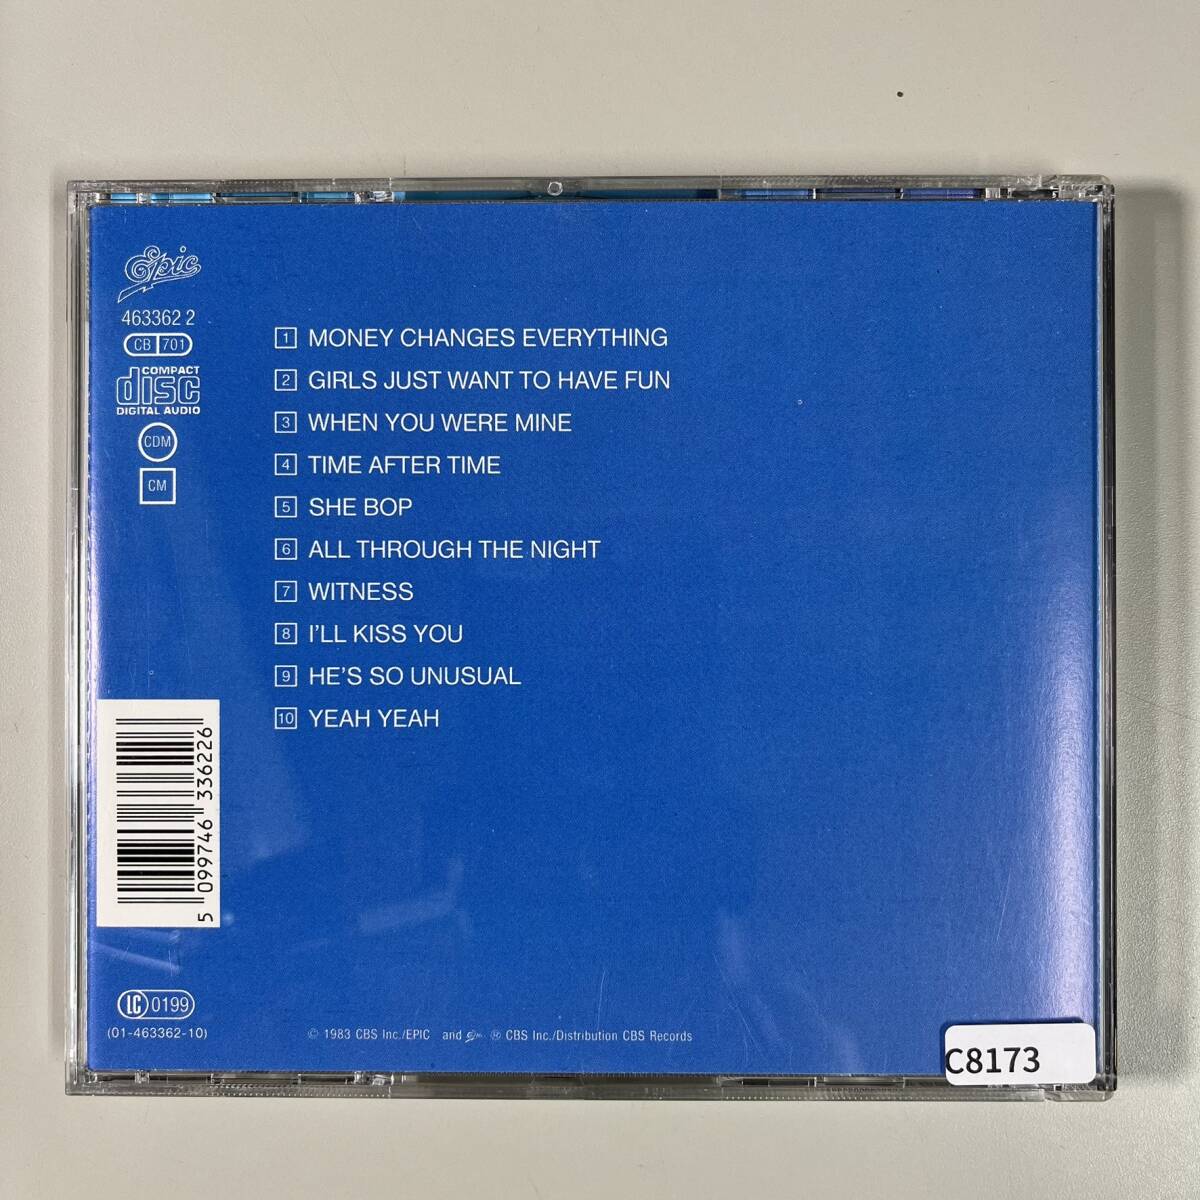 Epic
463362 2
CB 701
COMPACT
disc
DIGITAL AUDIO
CDM
CM
1 MONEY CHANGES EVERYTHING
2 GIRLS JUST WANT TO HAVE FUN
3 WHEN YOU WERE MINE
4 TIME AFTER TIME
5 SHE BOP
6 ALL THROUGH THE NIGHT
7 WITNESS
8 I'LL KISS YOU
9 HE'S SO UNUSUAL
10 YEAH YEAH
5 099746 336226
LC 0199
(01-463362-10)
© 1983 CBS Inc./EPIC and Epic CBS Inc./Distribution CBS Records
C8173